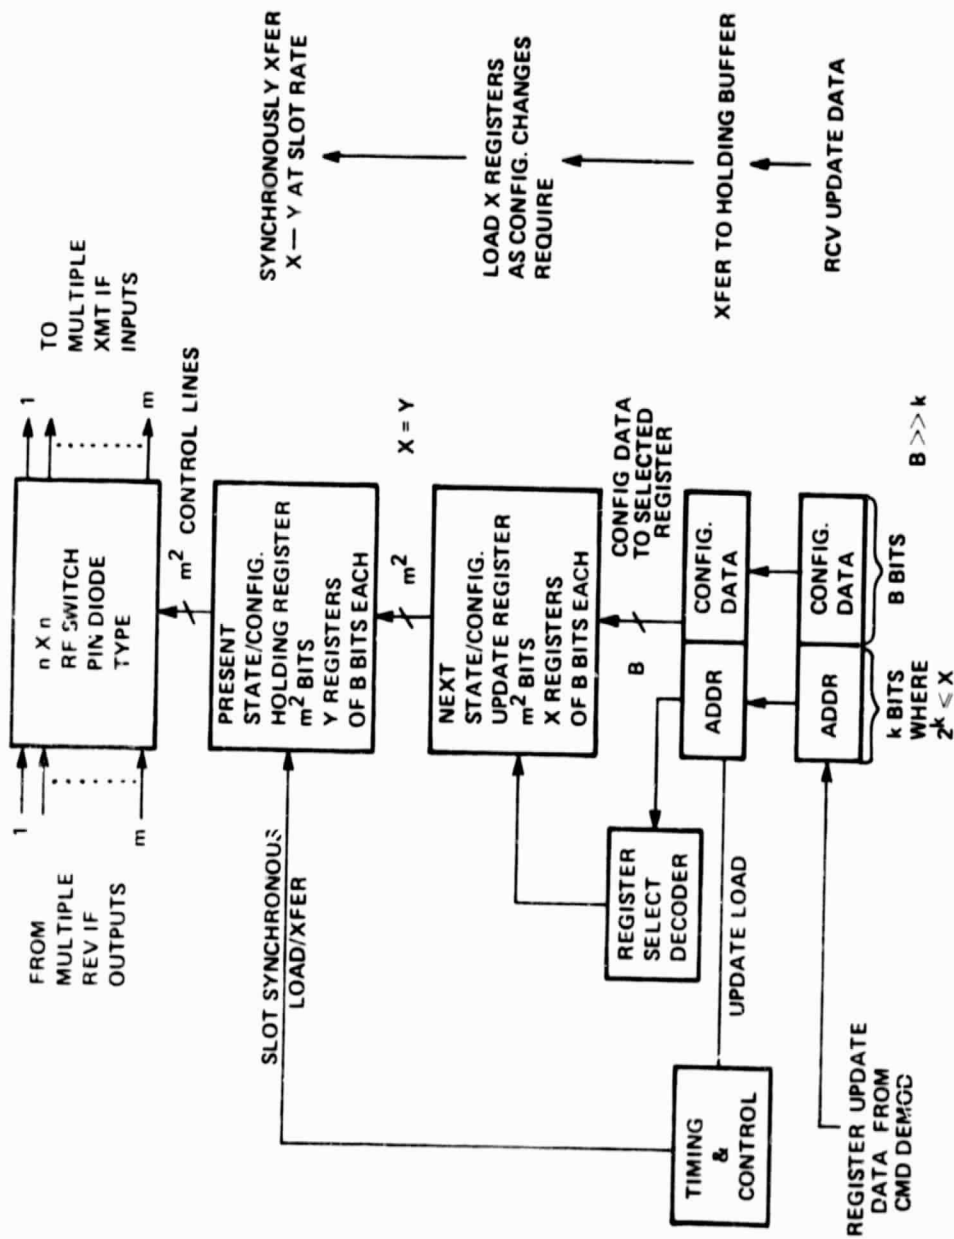 FROM
MULTIPLE
REV IF
OUTPUTS
1
m
n X n
RF SWITCH
PIN DIODE
TYPE
1
m
TO
MULTIPLE
XMT IF
INPUTS
m² CONTROL LINES
SLOT SYNCHRONOUS
LOAD/XFER
PRESENT
STATE/CONFIG.
HOLDING REGISTER
m² BITS
Y REGISTERS
OF B BITS EACH
m²
X = Y
NEXT
STATE/CONFIG.
UPDATE REGISTER
m² BITS
X REGISTERS
OF B BITS EACH
REGISTER
SELECT
DECODER
B
CONFIG DATA
TO SELECTED
REGISTER
ADDR
CONFIG.
DATA
TIMING
&
CONTROL
UPDATE LOAD
ADDR
CONFIG.
DATA
REGISTER UPDATE
DATA FROM
CMD DEMOD
k BITS
WHERE
2^k ≤ X
B BITS
B >> k
SYNCHRONOUSLY XFER
X — Y AT SLOT RATE
LOAD X REGISTERS
AS CONFIG. CHANGES
REQUIRE
XFER TO HOLDING BUFFER
RCV UPDATE DATA